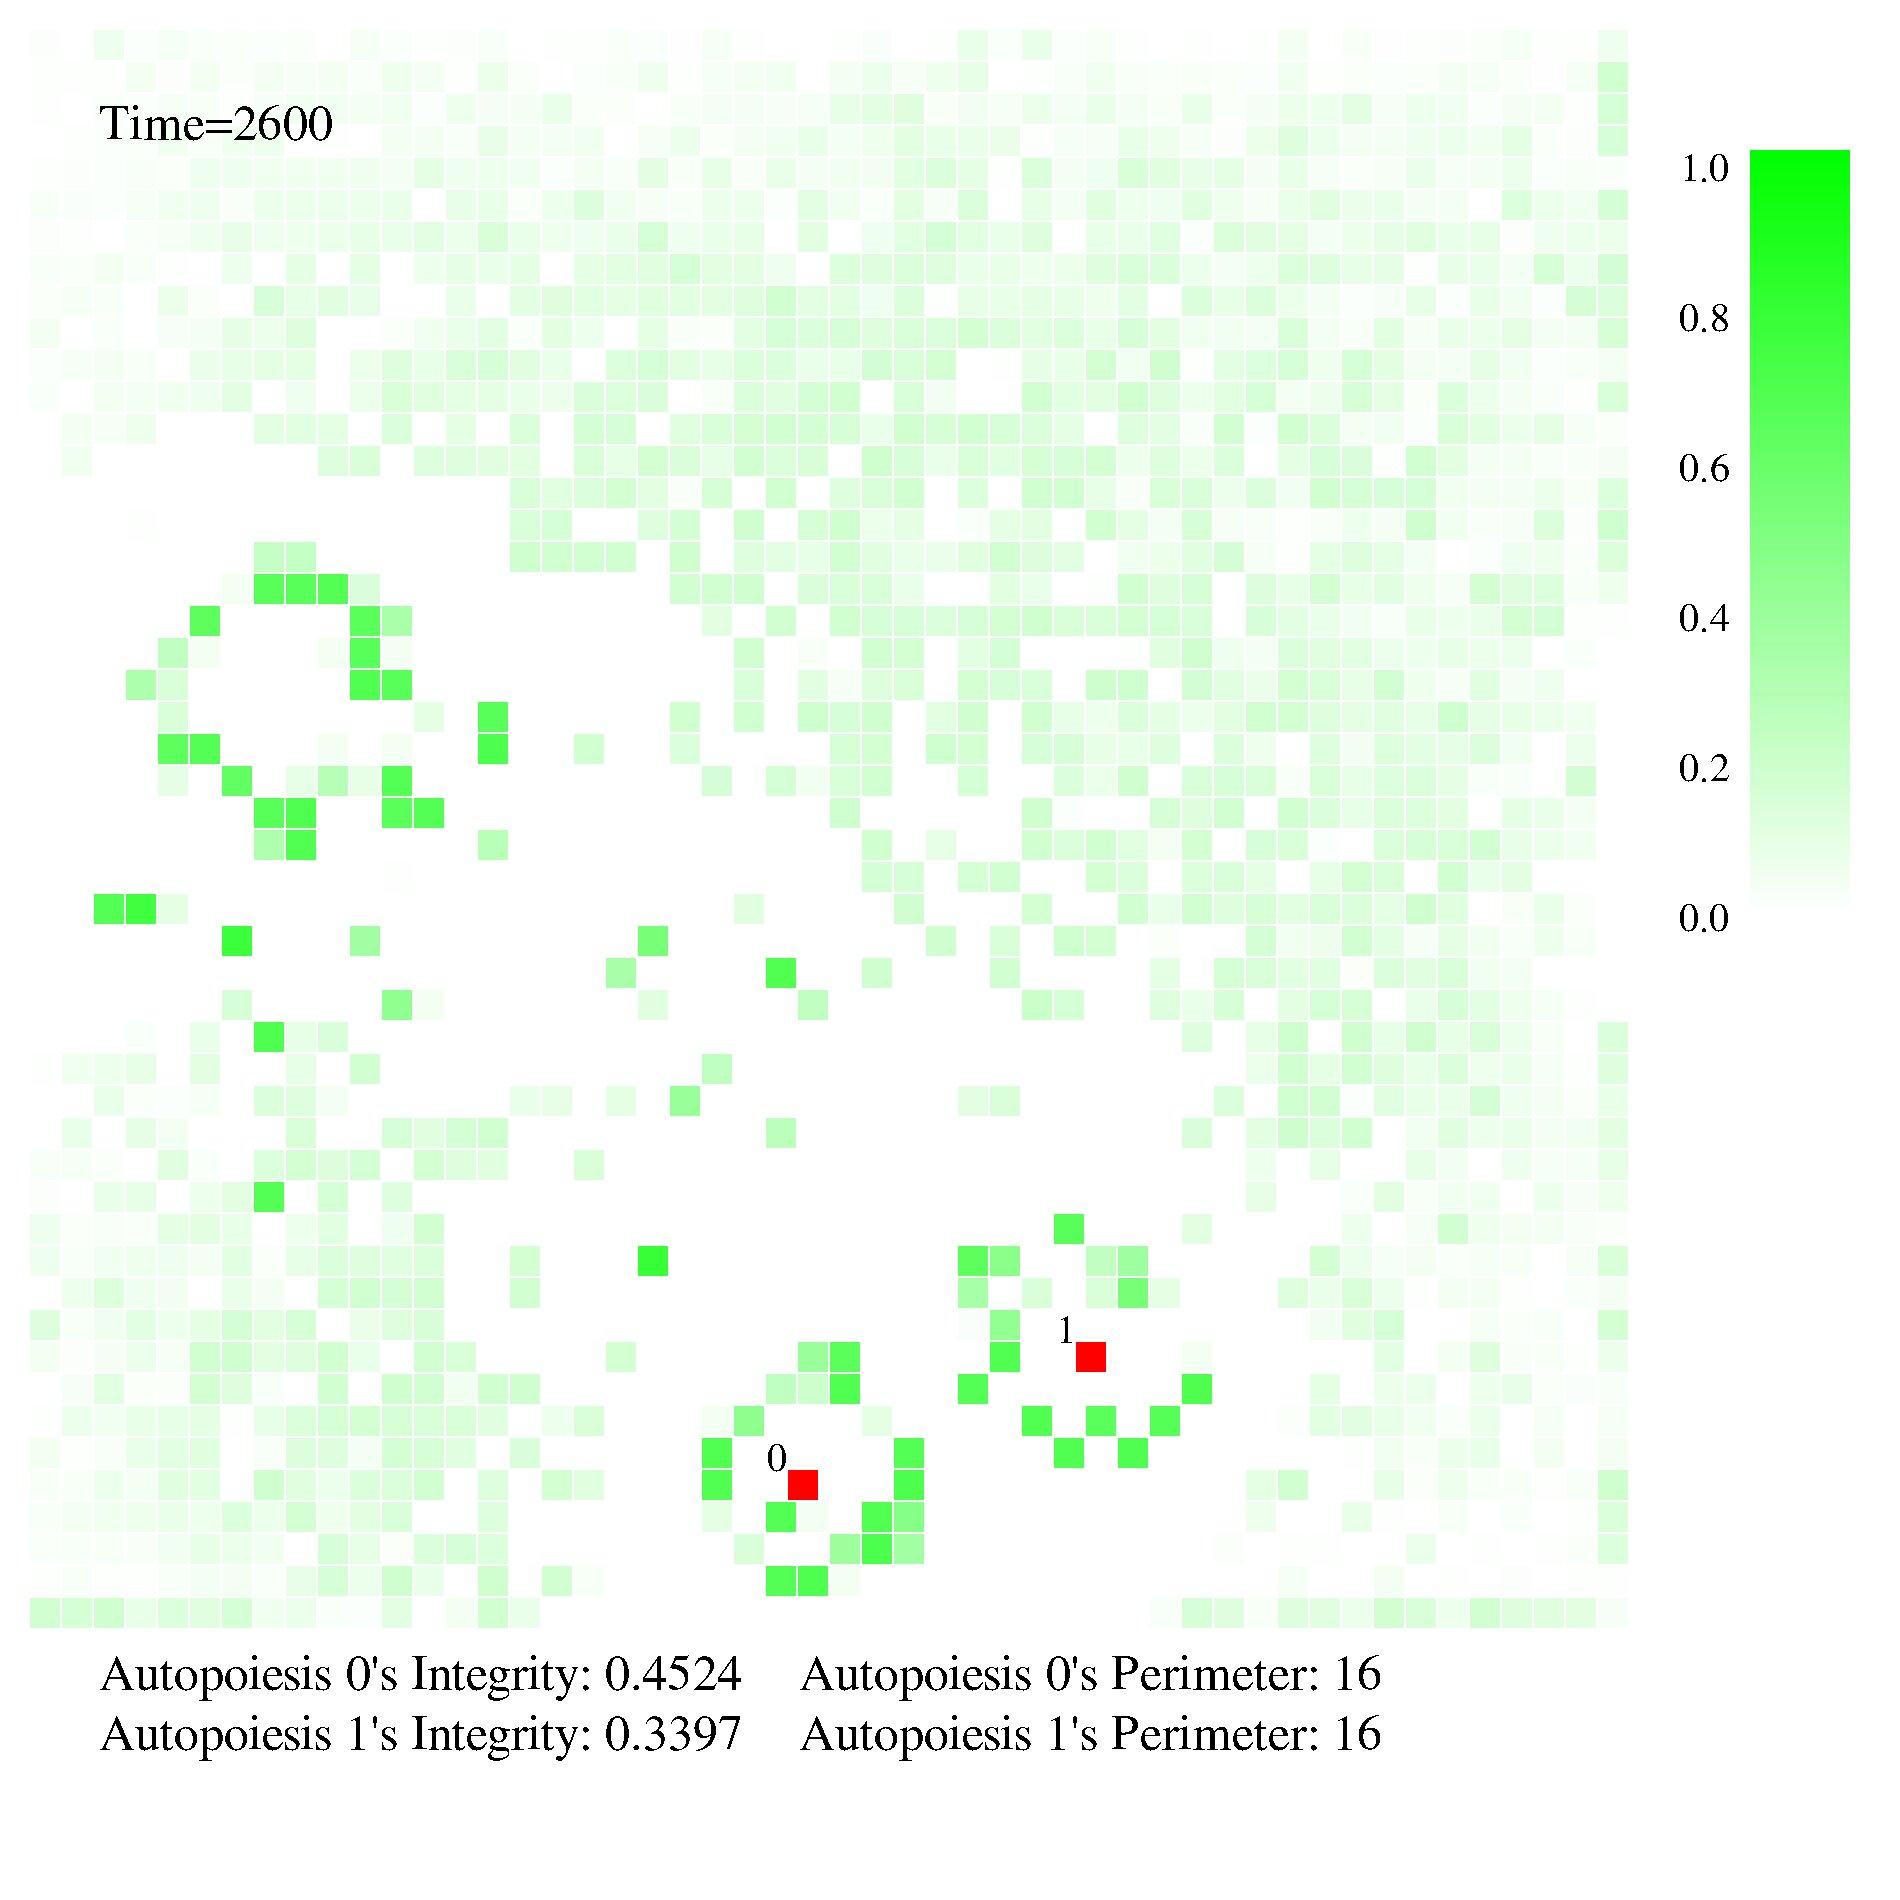 Time=2600
1.0
0.8
0.6
0.4
0.2
0.0
1
0
Autopoiesis 0's Integrity: 0.4524 Autopoiesis 0's Perimeter: 16
Autopoiesis 1's Integrity: 0.3397 Autopoiesis 1's Perimeter: 16